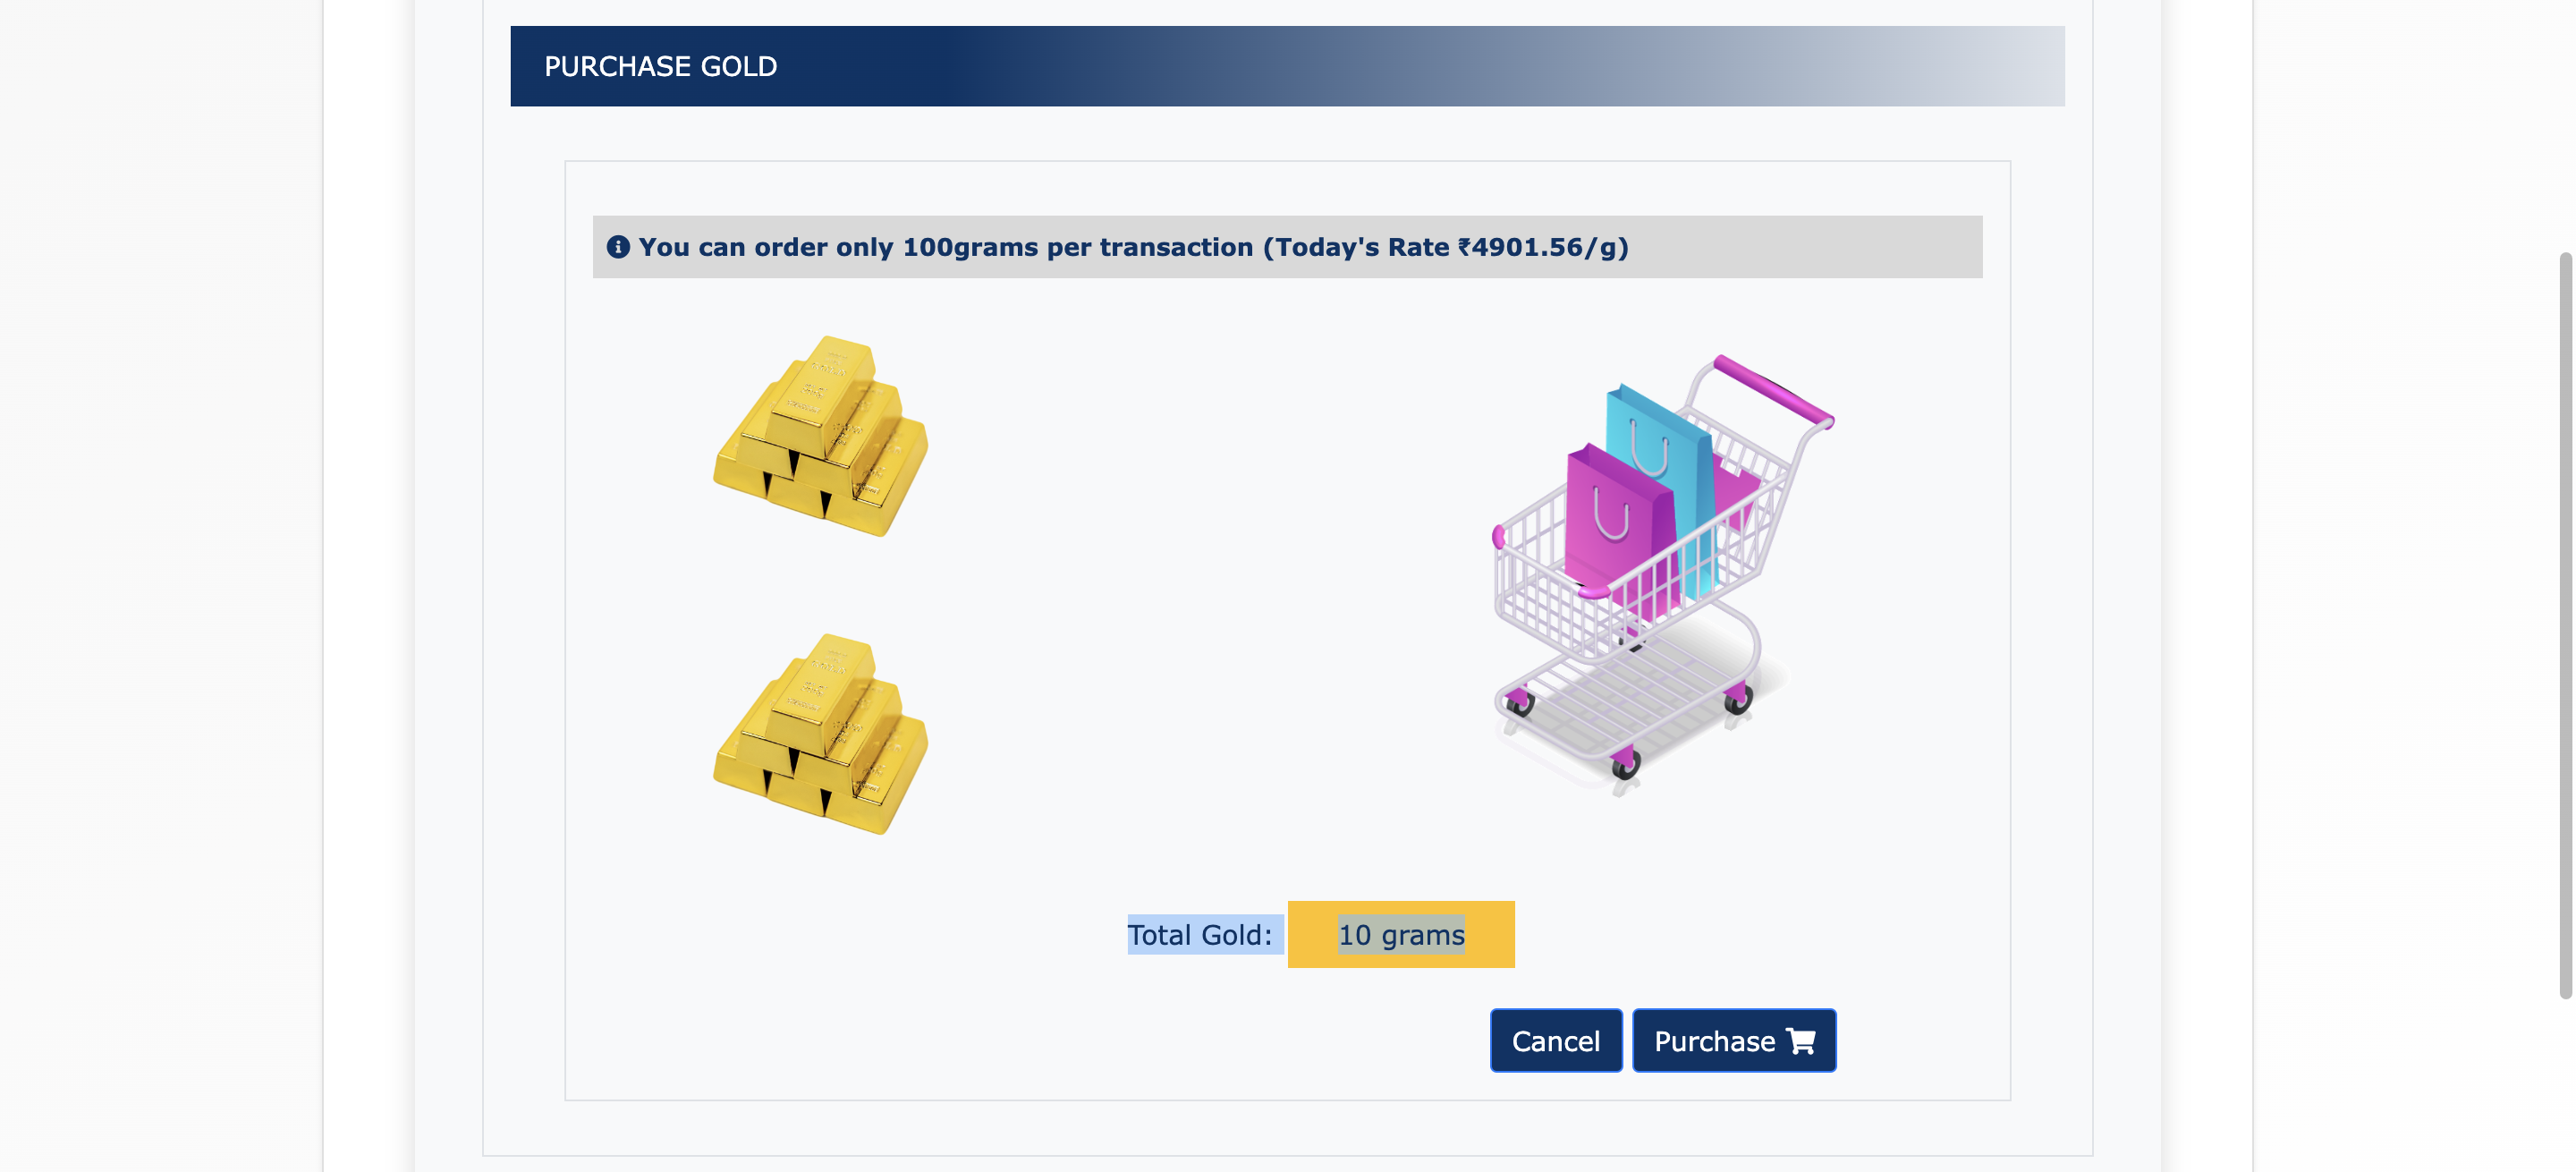 PURCHASE GOLD
You can order only 100grams per transaction (Today's Rate ₹4901.56/g)
Total Gold: 10 grams
Cancel Purchase